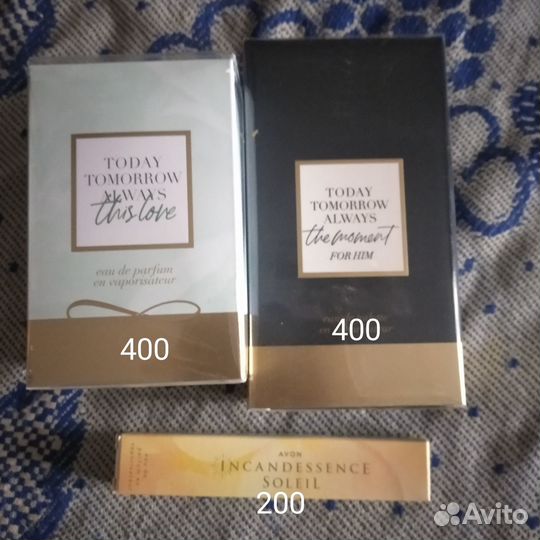 TODAY
TOMORROW
ALWAYS
this love
eau de parfum
en vaporisateur
400
TODAY
TOMORROW
ALWAYS
the moment
FOR HIM
400
AVON
INCANDESSENCE
SOLEIL
200
Avito